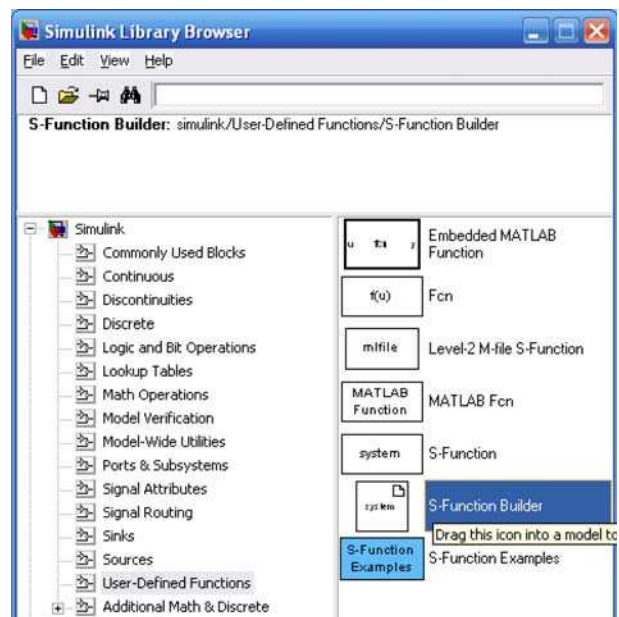 Simulink Library Browser
File Edit View Help
S-Function Builder: simulink/User-Defined Functions/S-Function Builder
Simulink
Commonly Used Blocks
Continuous
Discontinuities
Discrete
Logic and Bit Operations
Lookup Tables
Math Operations
Model Verification
Model-Wide Utilities
Ports & Subsystems
Signal Attributes
Signal Routing
Sinks
Sources
User-Defined Functions
Additional Math & Discrete
u y
Embedded MATLAB
Function
f(u)
Fcn
mlfile
Level-2 M-file S-Function
MATLAB
Function
MATLAB Fcn
system
S-Function
system
S-Function Builder
Drag this icon into a model to
S-Function
Examples
S-Function Examples